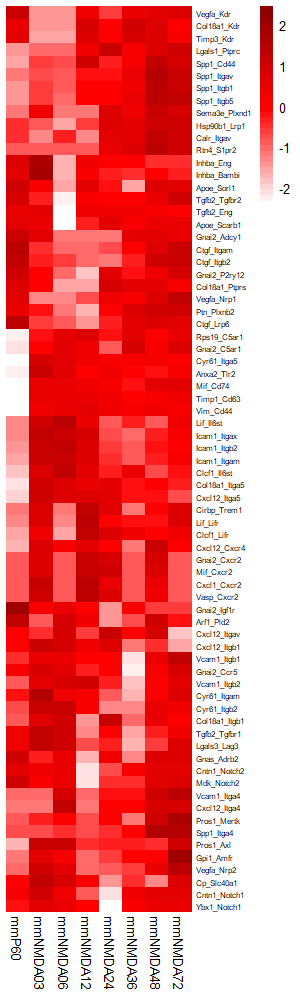 Vegfa_Kdr
Col18a1_Kdr
Timp3_Kdr
Lgals1_Ptprc
Spp1_Cd44
Spp1_Itgav
Spp1_Itgb1
Spp1_Itgb5
Sema3e_Plxnd1
Hsp90b1_Lrp1
Calr_Itgav
Rtn4_S1pr2
Inhba_Eng
Inhba_Bambi
Apoe_Sorl1
Tgfb2_Tgfbr2
Tgfb2_Eng
Apoe_Scarb1
Gnai2_Adcy1
Ctgf_Itgam
Ctgf_Itgb2
Gnai2_P2ry12
Col18a1_Ptprs
Vegfa_Nrp1
Ptn_Plxnb2
Ctgf_Lrp6
Rps19_C5ar1
Gnai2_C5ar1
Cyr61_Itga5
Anxa2_Tlr2
Mif_Cd74
Timp1_Cd63
Vim_Cd44
Lif_Il6st
Icam1_Itgax
Icam1_Itgb2
Icam1_Itgam
Clcf1_Il6st
Col18a1_Itga5
Cxcl12_Itga5
Cirbp_Trem1
Lif_Lifr
Clcf1_Lifr
Cxcl12_Cxcr4
Gnai2_Cxcr2
Mif_Cxcr2
Cxcl1_Cxcr2
Vasp_Cxcr2
Gnai2_Igf1r
Arf1_Pld2
Cxcl12_Itgav
Cxcl12_Itgb1
Vcam1_Itgb1
Gnai2_Ccr5
Vcam1_Itgb2
Cyr61_Itgam
Cyr61_Itgb2
Col18a1_Itgb1
Tgfb2_Tgfbr1
Lgals3_Lag3
Gnas_Adrb2
Cntn1_Notch2
Mdk_Notch2
Vcam1_Itga4
Cxcl12_Itga4
Pros1_Mertk
Spp1_Itga4
Pros1_Axl
Gpi1_Amfr
Vegfa_Nrp2
Cp_Slc40a1
Cntn1_Notch1
Ybx1_Notch1
mmP60
mmNMDA03
mmNMDA06
mmNMDA12
mmNMDA24
mmNMDA36
mmNMDA48
mmNMDA72
2
1
0
-1
-2